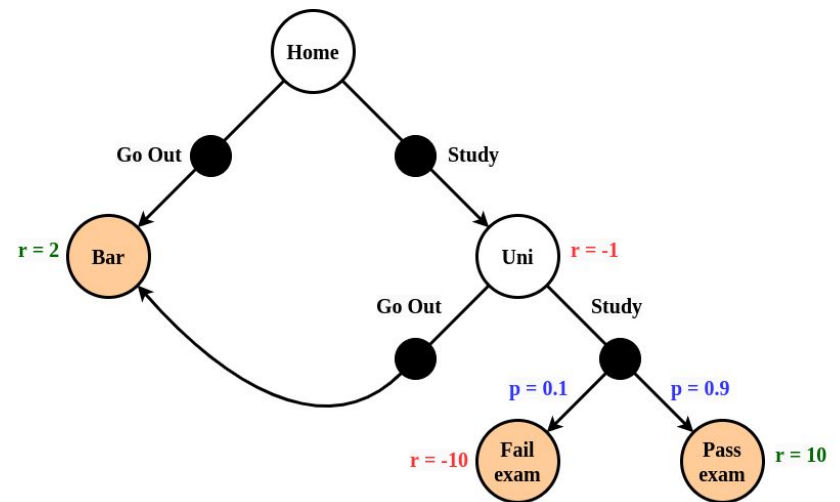 Home
Go Out
Study
r = 2
Bar
Uni
r = -1
Go Out
Study
p = 0.1
p = 0.9
r = -10
Fail
exam
Pass
exam
r = 10